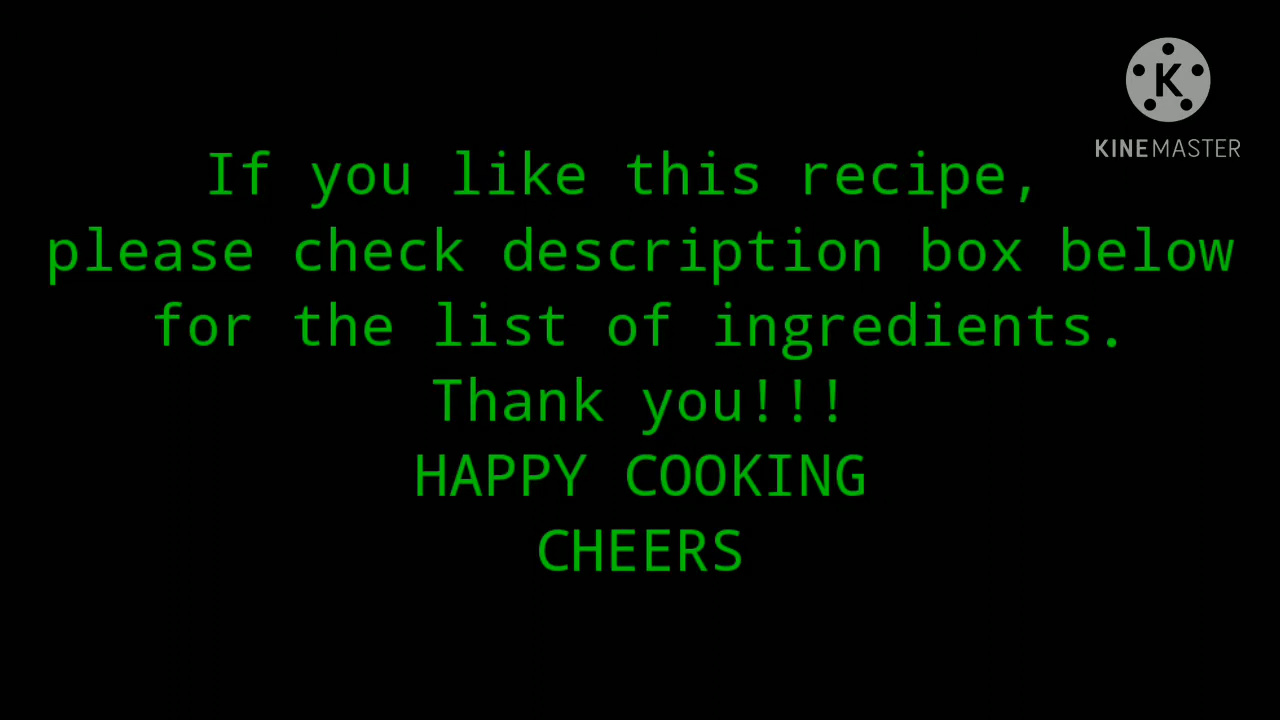 K
KINEMASTER
If you like this recipe,
please check description box below
for the list of ingredients.
Thank you!!!
HAPPY COOKING
CHEERS